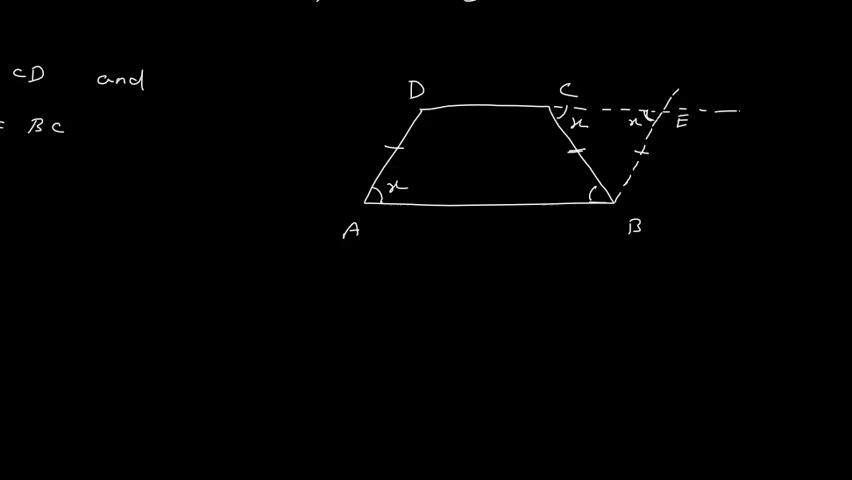 CD and
= BC
D C
x x E
x
A B